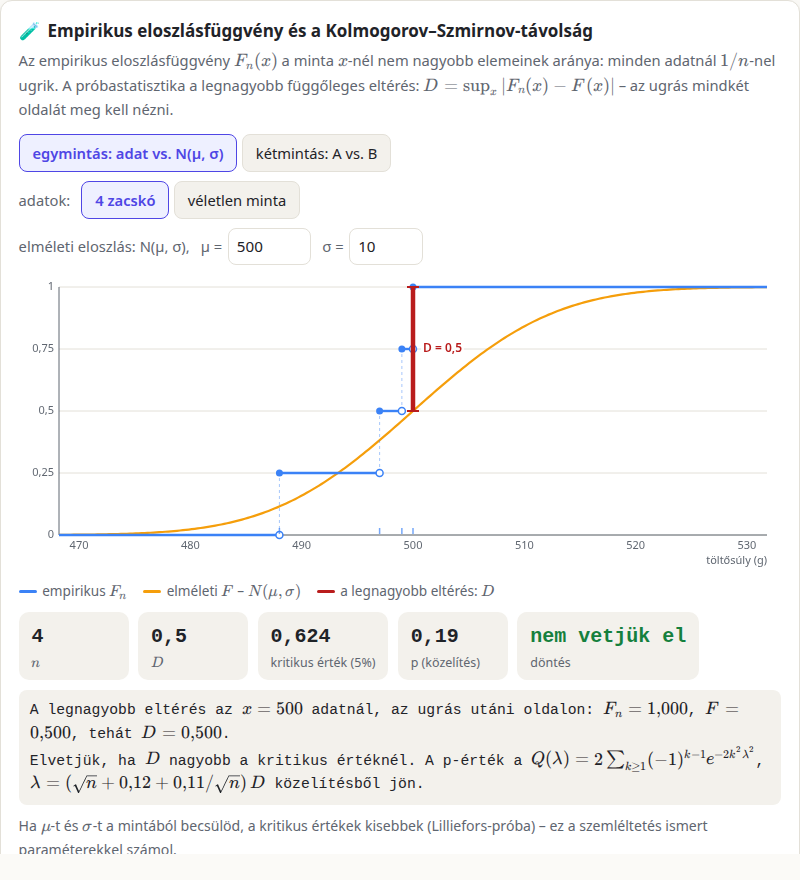 🧪 Empirikus eloszlásfüggvény és a Kolmogorov–Szmirnov-távolság
Az empirikus eloszlásfüggvény Fₙ(x) a minta x-nél nem nagyobb elemeinek aránya: minden adatnál 1/n-nel
ugrik. A próbastatisztika a legnagyobb függőleges eltérés: D = supₓ |Fₙ(x) − F(x)| – az ugrás mindkét
oldalát meg kell nézni.
egymintás: adat vs. N(μ, σ) kétmintás: A vs. B
adatok: 4 zacskó véletlen minta
elméleti eloszlás: N(μ, σ), μ = 500 σ = 10
1
0,75
D = 0,5
0,5
0,25
0
470 480 490 500 510 520 530
töltősúly (g)
empirikus Fₙ elméleti F – N(μ, σ) a legnagyobb eltérés: D
4 0,5 0,624 0,19 nem vetjük el
n D kritikus érték (5%) p (közelítés) döntés
A legnagyobb eltérés az x = 500 adatnál, az ugrás utáni oldalon: Fₙ = 1,000, F =
0,500, tehát D = 0,500.
Elvetjük, ha D nagyobb a kritikus értéknél. A p-érték a Q(λ) = 2 ∑_{k≥1}(−1)^{k−1}e^{−2k²λ²},
λ = (√n + 0,12 + 0,11/√n) D közelítésből jön.
Ha μ-t és σ-t a mintából becsülöd, a kritikus értékek kisebbek (Lilliefors-próba) – ez a szemléltetés ismert
paraméterekkel számol.